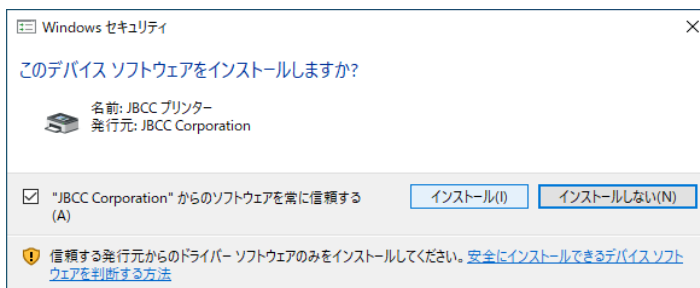 Windows セキュリティ
このデバイス ソフトウェアをインストールしますか?
名前: JBCC プリンター
発行元: JBCC Corporation
"JBCC Corporation" からのソフトウェアを常に信頼する
(A)
インストール(I)
インストールしない(N)
信頼する発行元からのドライバー ソフトウェアのみをインストールしてください。安全にインストールできるデバイス ソフト
ウェアを判断する方法